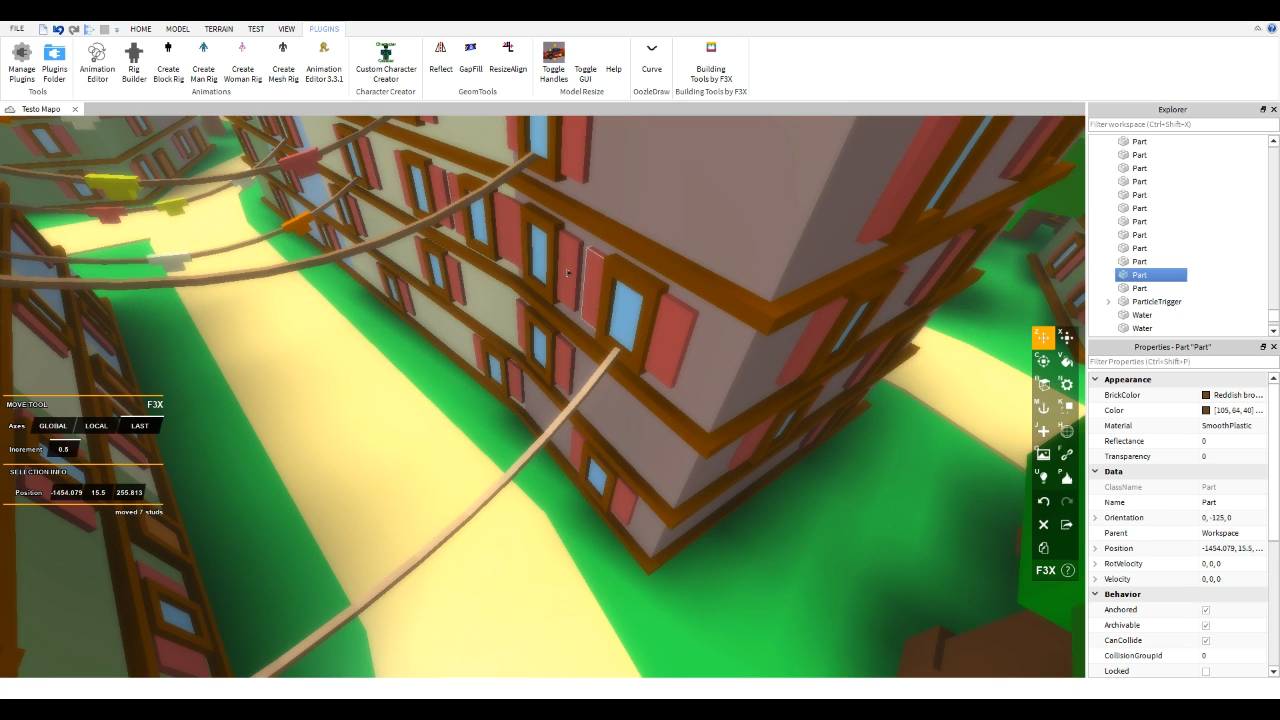 FILE HOME MODEL TERRAIN TEST VIEW PLUGINS
Manage Plugins
Plugins Folder
Animation Editor
Rig Builder
Create Block Rig
Create Man Rig
Create Woman Rig
Create Mesh Rig
Animation Editor 3.3.1
Custom Character Creator
Reflect
GapFill
ResizeAlign
Toggle Handles
Toggle GUI
Help
Curve
Building Tools by F3X
Tools
Animations
Character Creator
GeomTools
Model Resize
OozleDraw
Building Tools by F3X
Testo Mapo
Explorer
Filter workspace (Ctrl+Shift+X)
Part
Part
Part
Part
Part
Part
Part
Part
Part
Part
Part
Part
ParticleTrigger
Water
Water
Properties - Part "Part"
Filter Properties (Ctrl+Shift+P)
Appearance
BrickColor Reddish bro...
Color [105, 64, 40] ...
Material SmoothPlastic
Reflectance 0
Transparency 0
Data
ClassName Part
Name Part
Orientation 0, -125, 0
Parent Workspace
Position -1454.079, 15.5, ...
RotVelocity 0, 0, 0
Velocity 0, 0, 0
Behavior
Anchored
Archivable
CanCollide
CollisionGroupId 0
Locked
MOVE TOOL F3X
Axes GLOBAL LOCAL LAST
Increment 0.5
SELECTION INFO
Position -1454.079 15.5 255.813
moved 7 studs
Z X
C V
B N
M K
J H
G F
U P
F3X ?